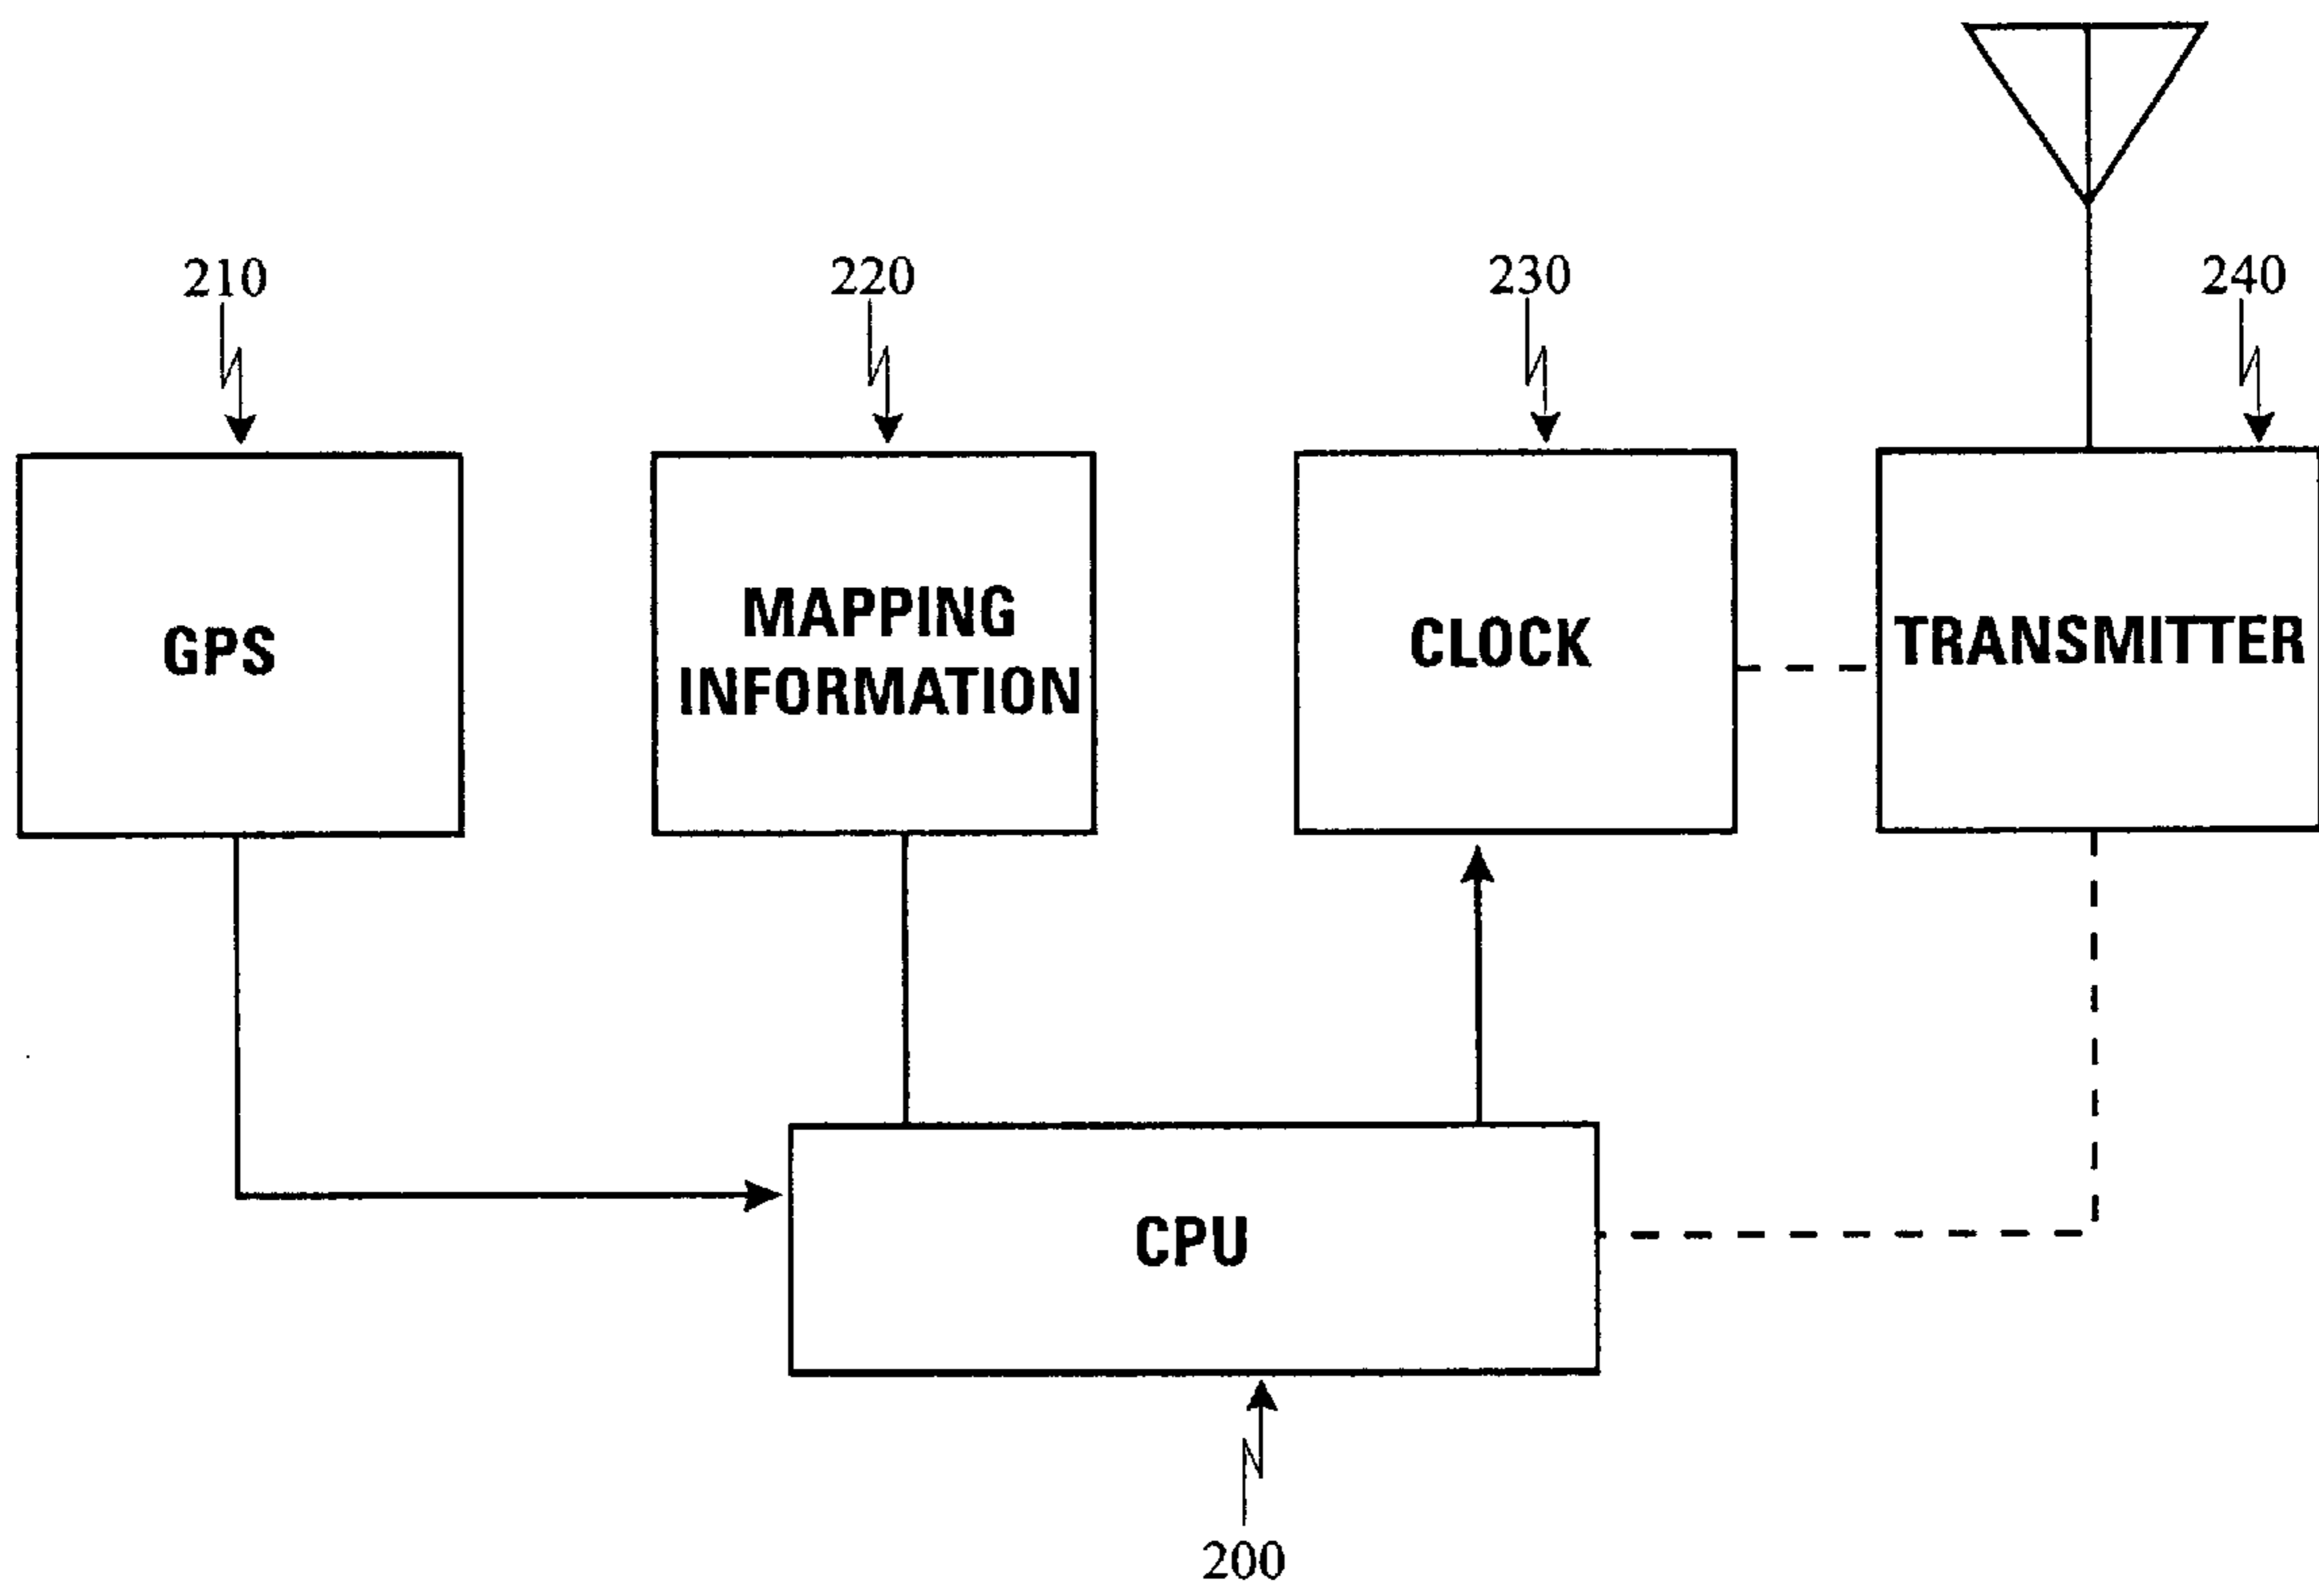 210
220
230
240
GPS
MAPPING
INFORMATION
CLOCK
TRANSMITTER
CPU
200